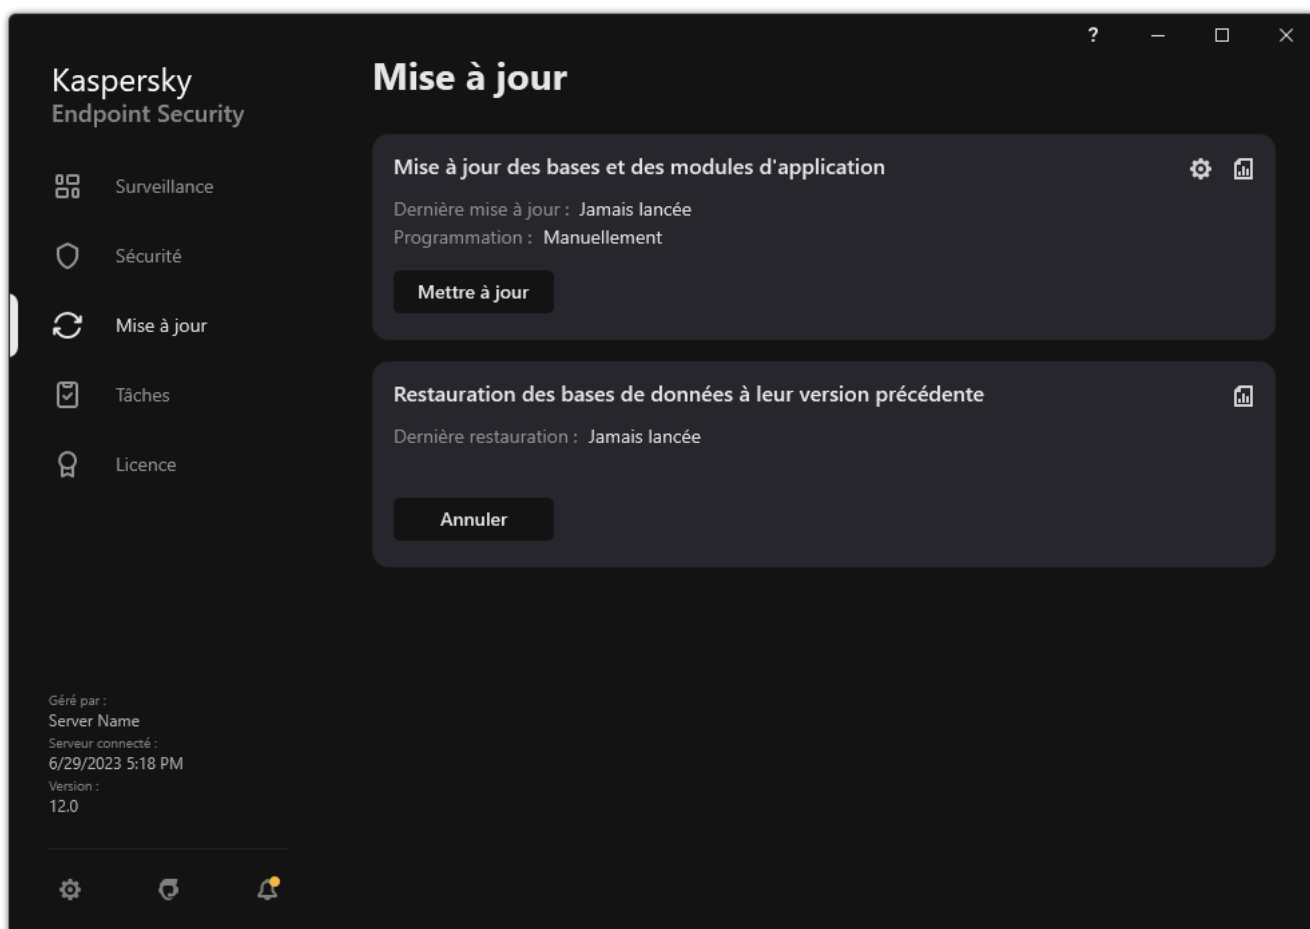 ?
Kaspersky
Endpoint Security
Mise à jour
Surveillance
Sécurité
Mise à jour
Tâches
Licence
Mise à jour des bases et des modules d'application
Dernière mise à jour : Jamais lancée
Programmation : Manuellement
Mettre à jour
Restauration des bases de données à leur version précédente
Dernière restauration : Jamais lancée
Annuler
Géré par :
Server Name
Serveur connecté :
6/29/2023 5:18 PM
Version :
12.0